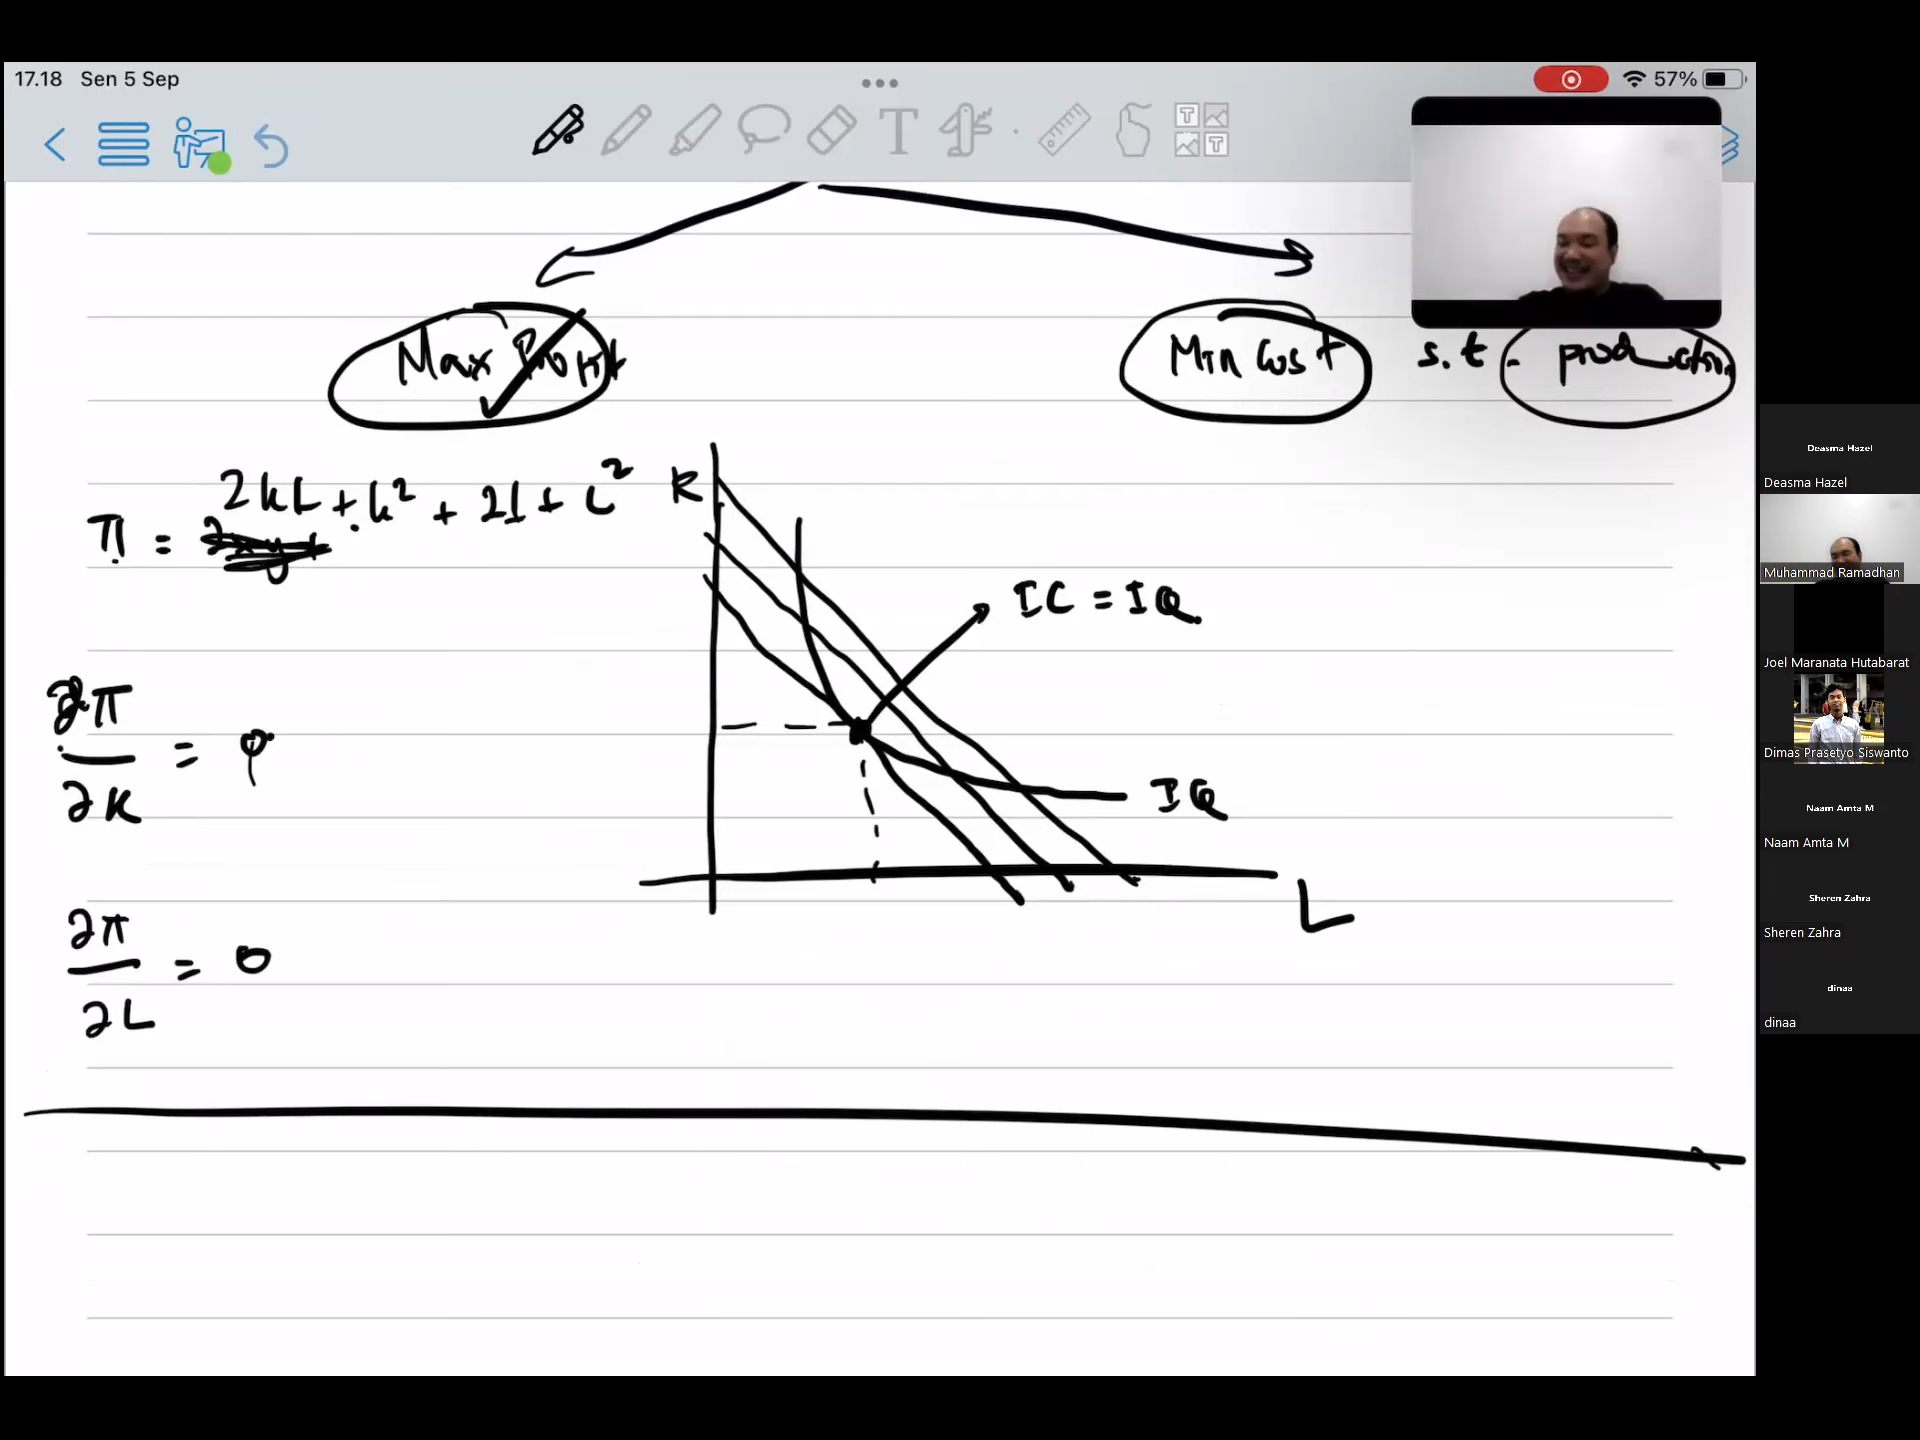 17.18 Sen 5 Sep
57%
Max Profit
Min Cost s.t. production
π = 2kL + k² + 2L + L²
K
IC = IQ
∂π
= 0
∂K
IQ
∂π
= 0
∂L
L
Deasma Hazel
Deasma Hazel
Muhammad Ramadhan
Joel Maranata Hutabarat
Dimas Prasetyo Siswanto
Naam Amta M
Naam Amta M
Sheren Zahra
Sheren Zahra
dinaa
dinaa